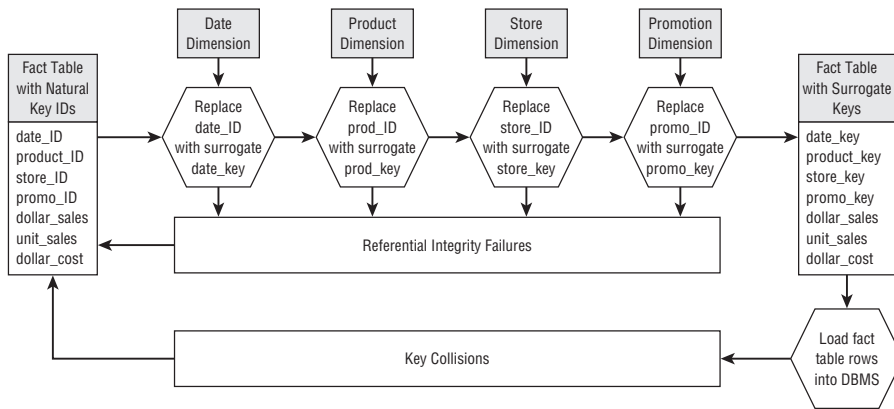 Date
Dimension
Product
Dimension
Store
Dimension
Promotion
Dimension
Fact Table
with Natural
Key IDs
date_ID
product_ID
store_ID
promo_ID
dollar_sales
unit_sales
dollar_cost
Replace
date_ID
with surrogate
date_key
Replace
prod_ID
with surrogate
prod_key
Replace
store_ID
with surrogate
store_key
Replace
promo_ID
with surrogate
promo_key
Fact Table
with Surrogate
Keys
date_key
product_key
store_key
promo_key
dollar_sales
unit_sales
dollar_cost
Referential Integrity Failures
Key Collisions
Load fact
table rows
into DBMS